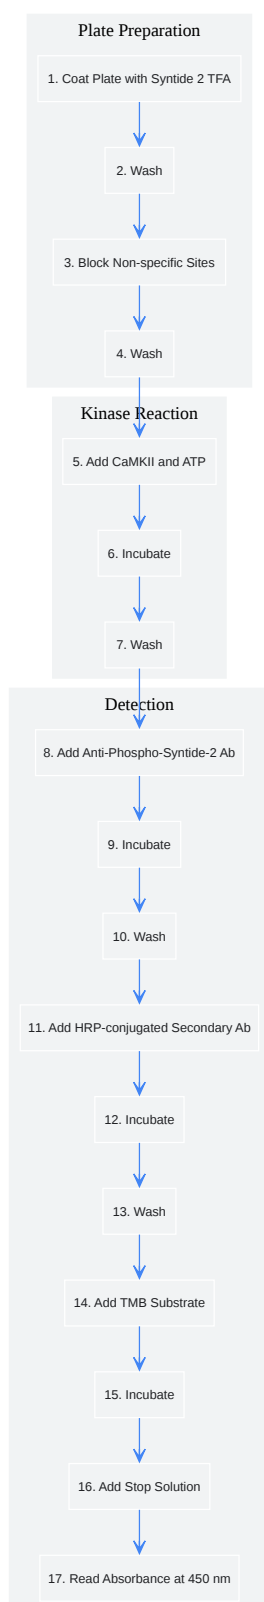 Plate Preparation
1. Coat Plate with Syntide 2 TFA
2. Wash
3. Block Non-specific Sites
4. Wash
Kinase Reaction
5. Add CaMKII and ATP
6. Incubate
7. Wash
Detection
8. Add Anti-Phospho-Syntide-2 Ab
9. Incubate
10. Wash
11. Add HRP-conjugated Secondary Ab
12. Incubate
13. Wash
14. Add TMB Substrate
15. Incubate
16. Add Stop Solution
17. Read Absorbance at 450 nm